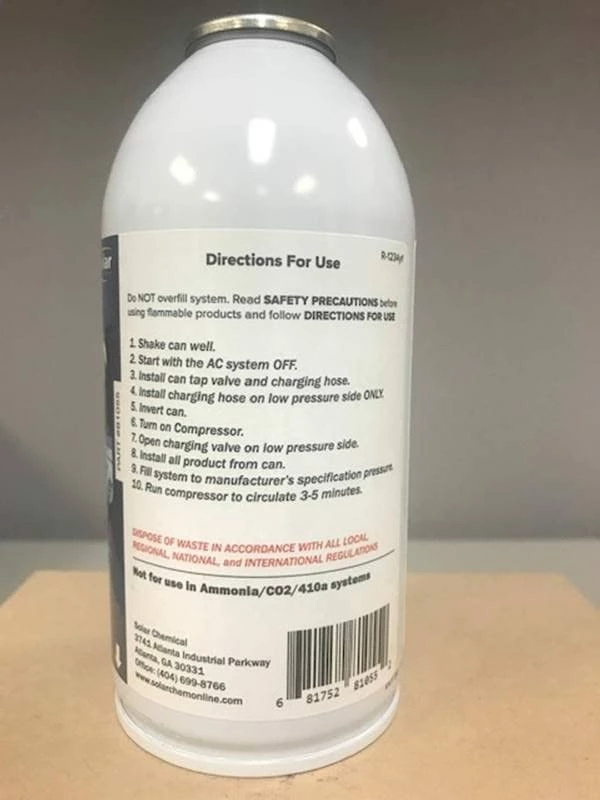 Directions For Use
R-1234yf
Do NOT overfill system. Read SAFETY PRECAUTIONS before
using flammable products and follow DIRECTIONS FOR USE
1. Shake can well.
2. Start with the AC system OFF.
3. Install can tap valve and charging hose.
4. Install charging hose on low pressure side ONLY.
5. Invert can.
6. Turn on Compressor.
7. Open charging valve on low pressure side.
8. Install all product from can.
9. Fill system to manufacturer's specification pressure.
10. Run compressor to circulate 3-5 minutes.
DISPOSE OF WASTE IN ACCORDANCE WITH ALL LOCAL,
REGIONAL, NATIONAL, and INTERNATIONAL REGULATIONS
Not for use in Ammonia/CO2/410a systems
Solar Chemical
3741 Atlanta Industrial Parkway
Atlanta, GA 30331
Office: (404) 699-8766
www.solarchemonline.com
6 81752 81055 2
PART #81055